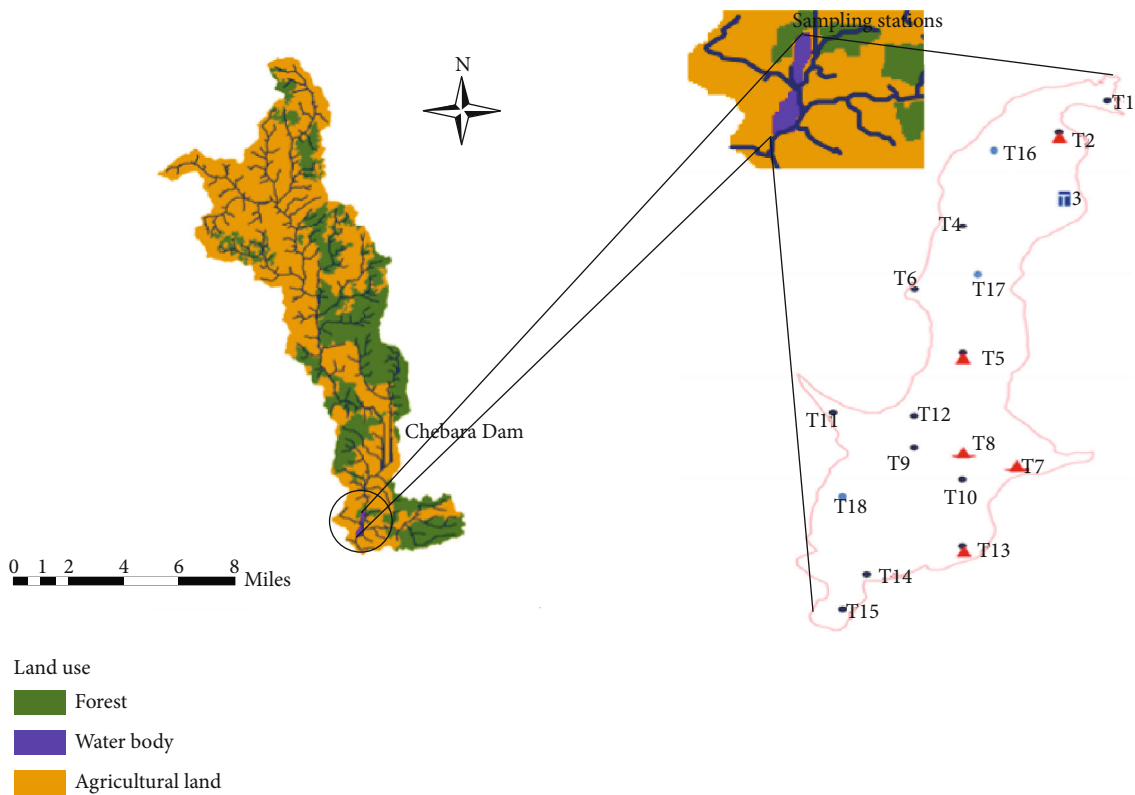 Sampling stations
N
T1
T2
T16
3
T4
T6
T17
T5
T11
T12
Chebara Dam
T8
T9
T7
T10
T18
T13
0 1 2 4 6 8
Miles
T14
T15
Land use
Forest
Water body
Agricultural land